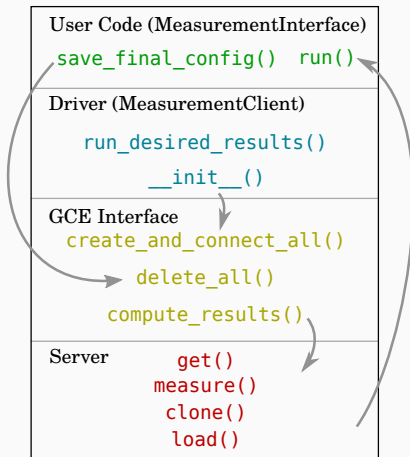 User Code (MeasurementInterface)
save_final_config() run()
Driver (MeasurementClient)
run_desired_results()
__init__()
GCE Interface
create_and_connect_all()
delete_all()
compute_results()
Server
get()
measure()
clone()
load()